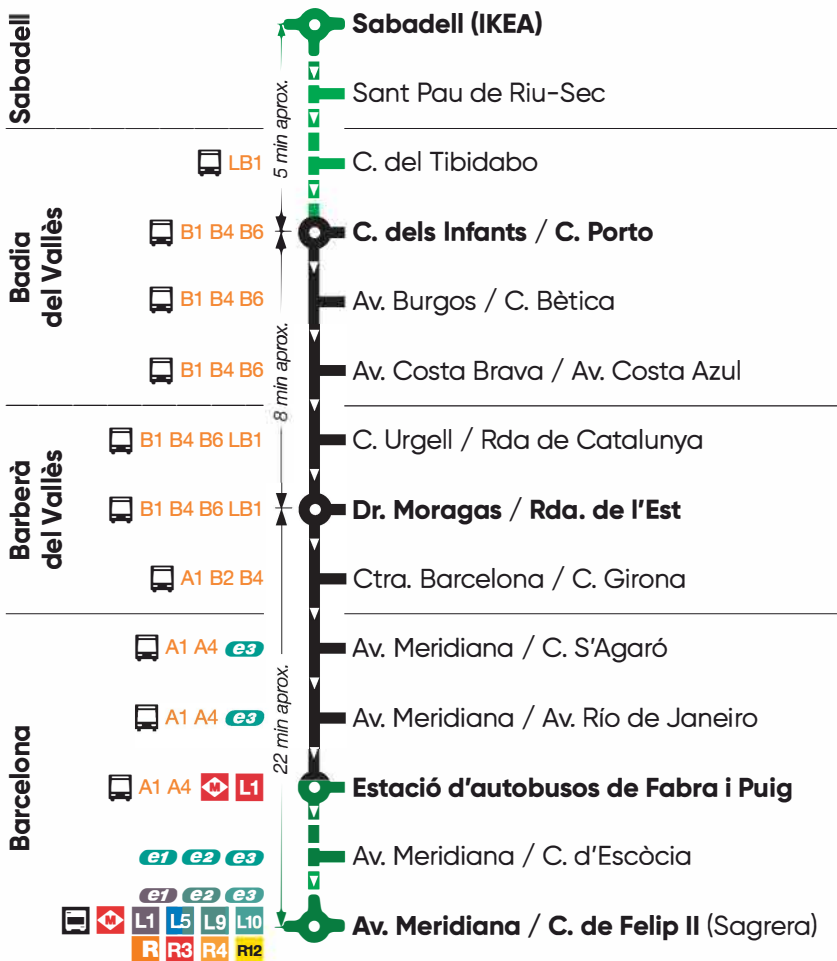 Sabadell
Sabadell (IKEA)
Sant Pau de Riu-Sec
5 min aprox.
Badia
del Vallès
LB1 C. del Tibidabo
B1 B4 B6 C. dels Infants / C. Porto
B1 B4 B6 Av. Burgos / C. Bètica
B1 B4 B6 Av. Costa Brava / Av. Costa Azul
8 min aprox.
Barberà
del Vallès
B1 B4 B6 LB1 C. Urgell / Rda de Catalunya
B1 B4 B6 LB1 Dr. Moragas / Rda. de l'Est
A1 B2 B4 Ctra. Barcelona / C. Girona
Barcelona
A1 A4 e3 Av. Meridiana / C. S'Agaró
A1 A4 e3 Av. Meridiana / Av. Río de Janeiro
22 min aprox.
A1 A4 M L1 Estació d'autobusos de Fabra i Puig
e1 e2 e3 Av. Meridiana / C. d'Escòcia
e1 e2 e3
M L1 L5 L9 L10 Av. Meridiana / C. de Felip II (Sagrera)
R R3 R4 R12